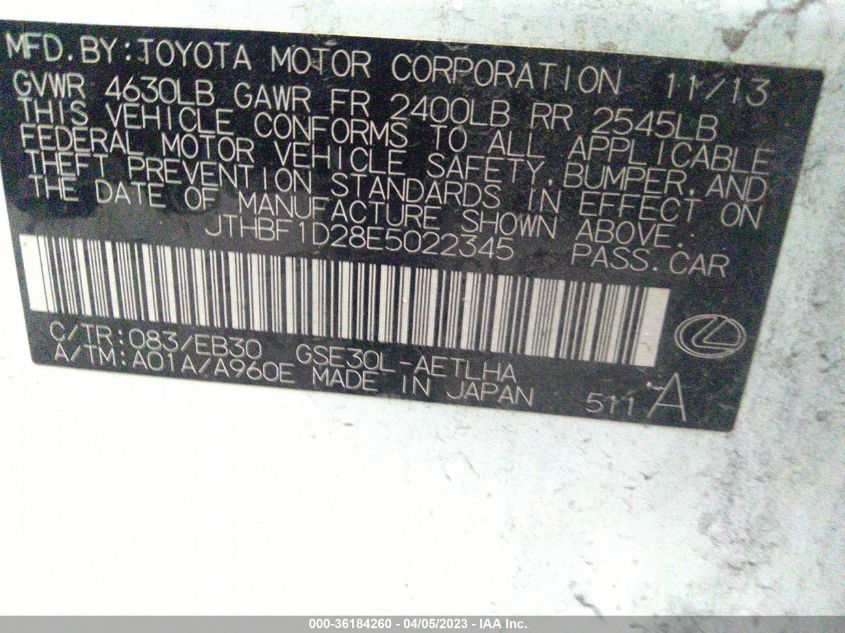 MFD. BY: TOYOTA MOTOR CORPORATION 11/13
GVWR 4630LB GAWR FR 2400LB RR 2545LB
THIS VEHICLE CONFORMS TO ALL APPLICABLE
FEDERAL MOTOR VEHICLE SAFETY, BUMPER, AND
THEFT PREVENTION STANDARDS IN EFFECT ON
THE DATE OF MANUFACTURE SHOWN ABOVE.
JTHBF1D28E5022345 PASS. CAR
C/TR: 083/EB30 GSE30L-AETLHA
A/TM: A01A/A960E MADE IN JAPAN 511 A
000-36184260 - 04/05/2023 - IAA Inc.